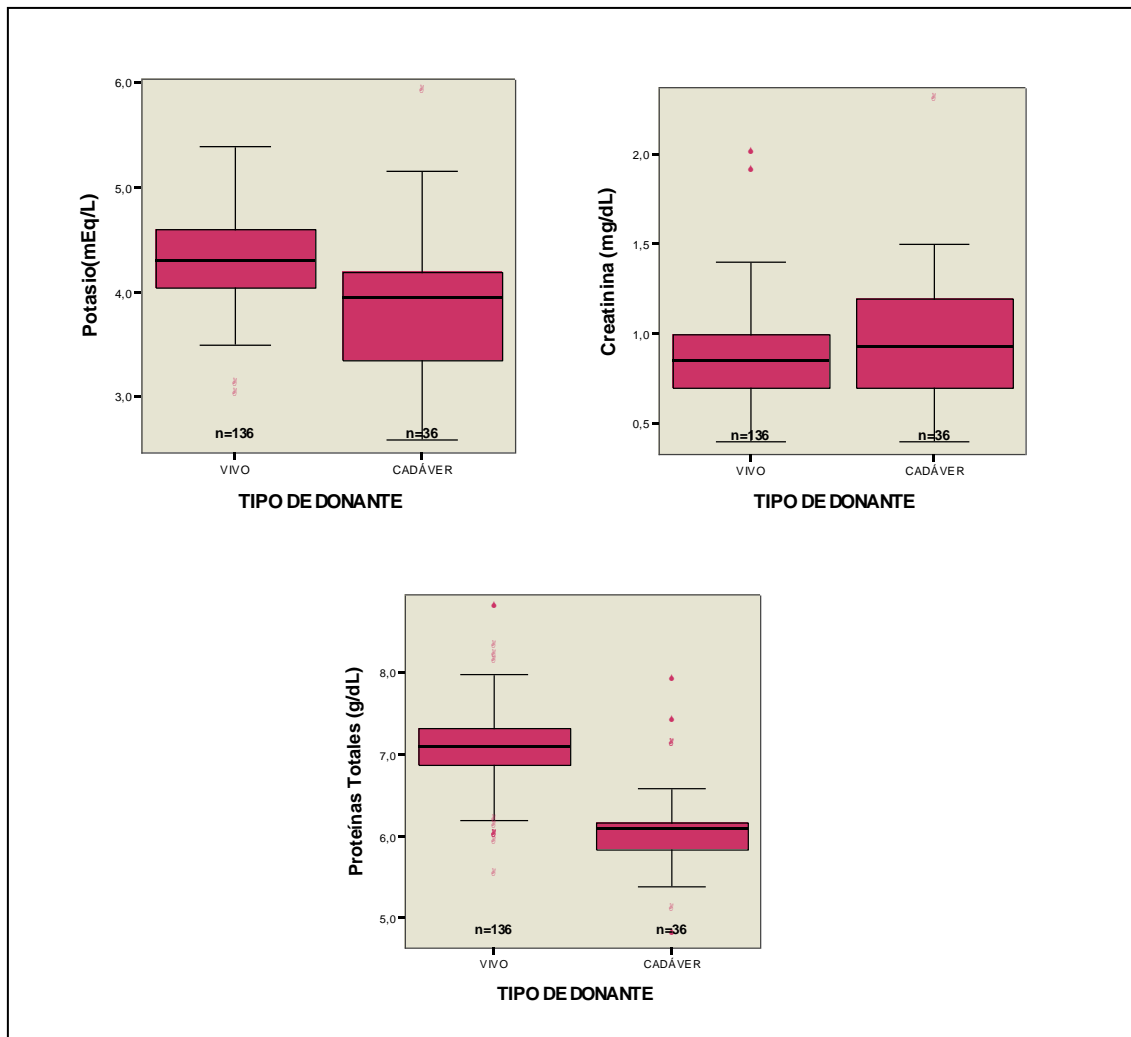 Potasio(mEq/L)
6,0
5,0
4,0
3,0
n=136
n=36
VIVO
CADÁVER
TIPO DE DONANTE
Creatinina (mg/dL)
2,0
1,5
1,0
0,5
n=136
n=36
VIVO
CADÁVER
TIPO DE DONANTE
Proteínas Totales (g/dL)
8,0
7,0
6,0
5,0
n=136
n=36
VIVO
CADÁVER
TIPO DE DONANTE